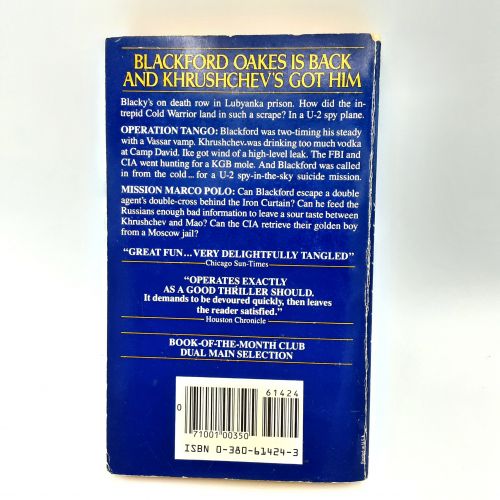 BLACKFORD OAKES IS BACK
AND KHRUSHCHEV'S GOT HIM
Blacky's on death row in Lubyanka prison. How did the in-
trepid Cold Warrior land in such a scrape? In a U-2 spy plane.
OPERATION TANGO: Blackford was two-timing his steady
with a Vassar vamp. Khrushchev was drinking too much vodka
at Camp David. Ike got wind of a high-level leak. The FBI and
CIA went hunting for a KGB mole. And Blackford was called
in from the cold... for a U-2 spy-in-the-sky suicide mission.
MISSION MARCO POLO: Can Blackford escape a double
agent's double-cross behind the Iron Curtain? Can he feed the
Russians enough bad information to leave a sour taste between
Khrushchev and Mao? Can the CIA retrieve their golden boy
from a Moscow jail?
"GREAT FUN...VERY DELIGHTFULLY TANGLED"
—Chicago Sun-Times
"OPERATES EXACTLY
AS A GOOD THRILLER SHOULD.
It demands to be devoured quickly, then leaves
the reader satisfied."
—Houston Chronicle
BOOK-OF-THE-MONTH CLUB
DUAL MAIN SELECTION
61424
0
71001 00350
ISBN 0-380-61424-3
Printed in U.S.A.